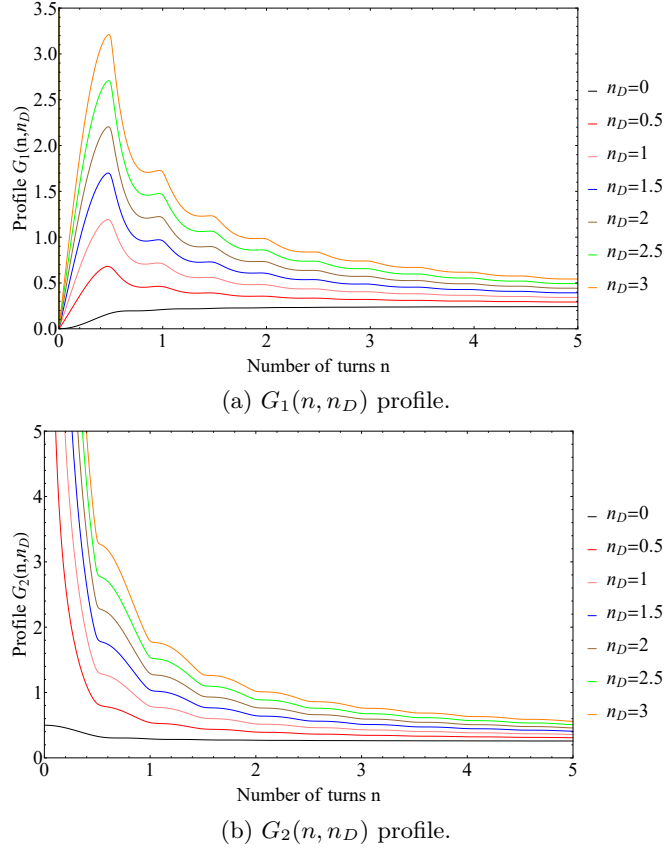 3.5
3.0
2.5
2.0
1.5
1.0
0.5
0.0
Profile G1(n,nD)
0 1 2 3 4 5
Number of turns n
nD=0
nD=0.5
nD=1
nD=1.5
nD=2
nD=2.5
nD=3
(a) G1(n, nD) profile.
5
4
3
2
1
0
Profile G2(n,nD)
0 1 2 3 4 5
Number of turns n
nD=0
nD=0.5
nD=1
nD=1.5
nD=2
nD=2.5
nD=3
(b) G2(n, nD) profile.